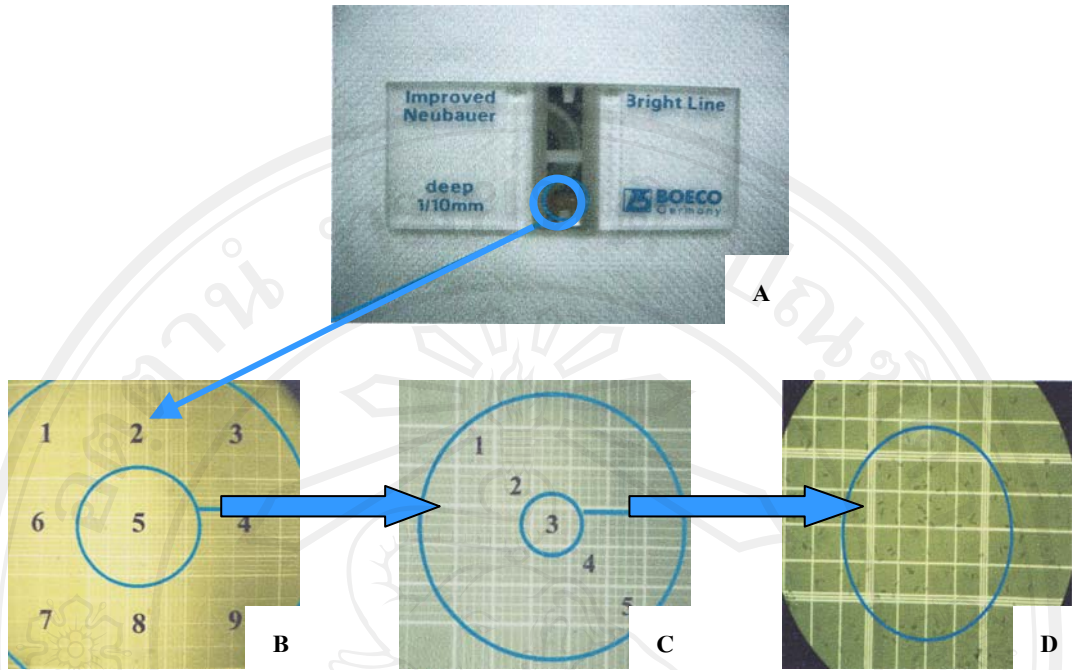 Improved Bright Line
Neubauer
deep BOECO
1/10mm Germany
A
1 2 3
6 5 4
7 8 9
B
1
2
3
4
5
C
D